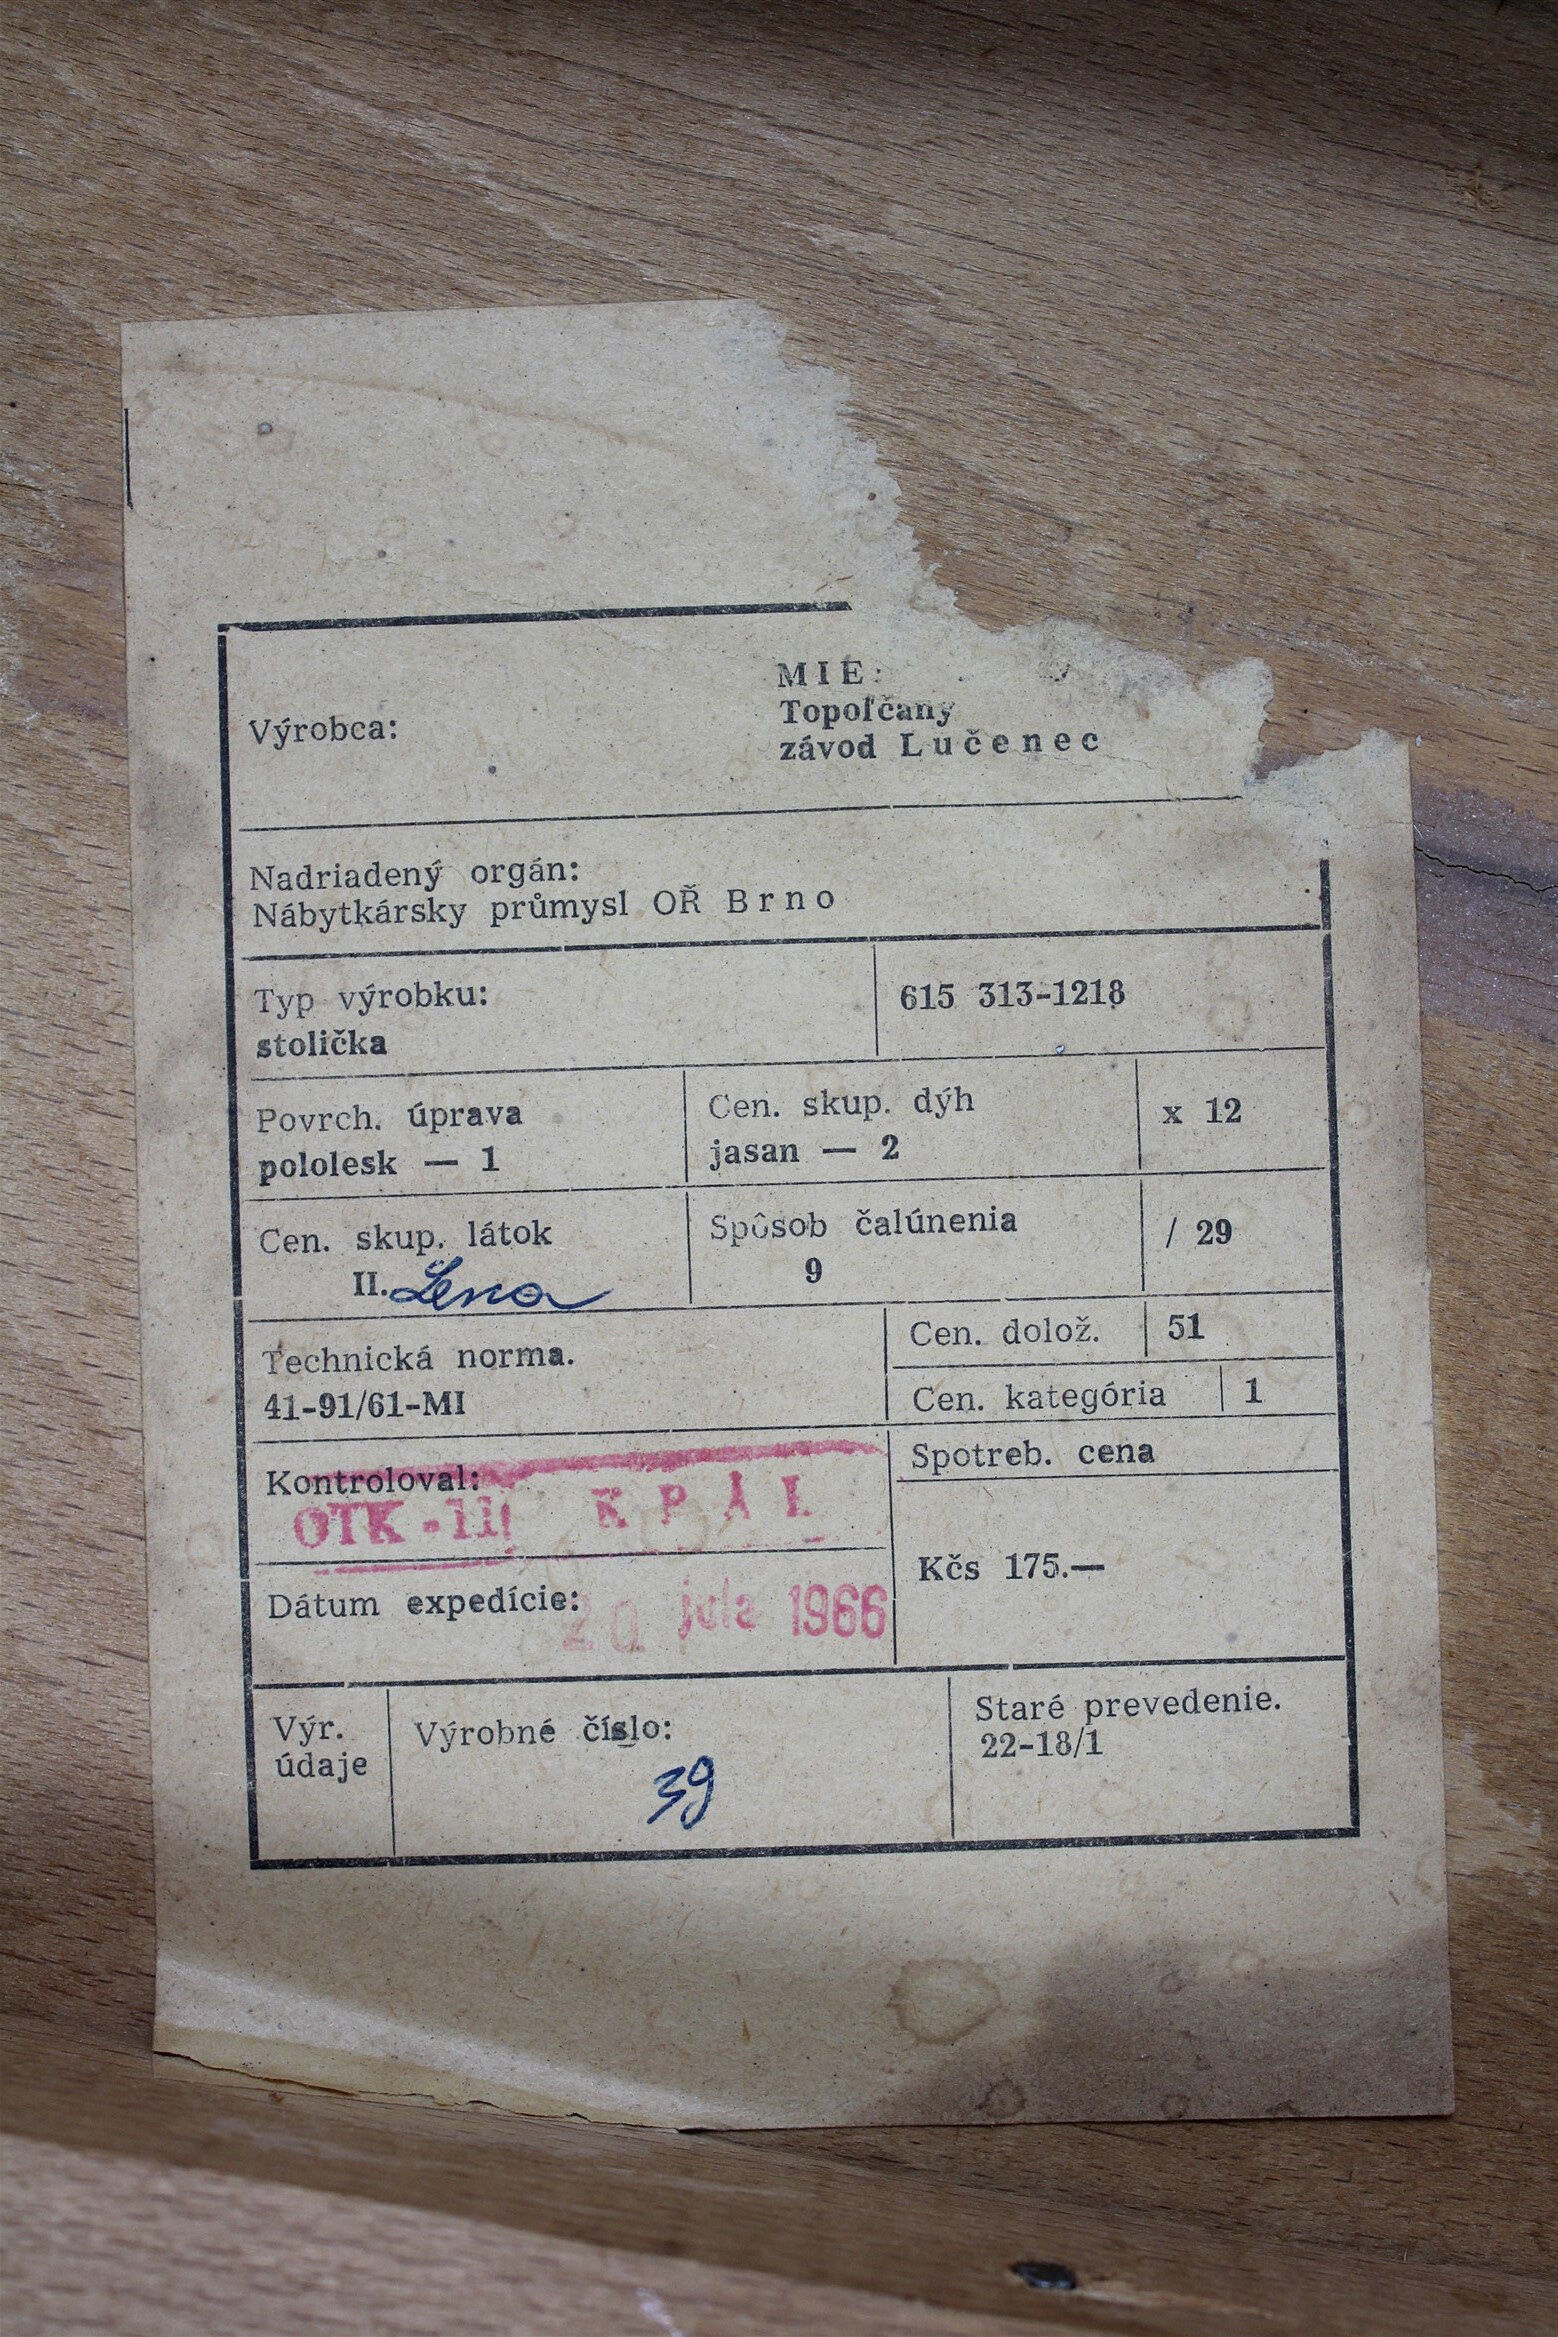 Výrobca:
MIE
Topoľčany
závod Lučenec
Nadriadený orgán:
Nábytkársky průmysl OŘ Brno
Typ výrobku:
stolička
615 313-1218
Povrch. úprava
pololesk — 1
Cen. skup. dýh
jasan — 2
x 12
Cen. skup. látok
II. Lena
Spôsob čalúnenia
9
/ 29
Technická norma.
41-91/61-MI
Cen. dolož. 51
Cen. kategória 1
Kontroloval:
OTK - 11
Spotreb. cena
Kčs 175.—
Dátum expedície: 20 júla 1966
Výr.
údaje
Výrobné číslo:
39
Staré prevedenie.
22-18/1